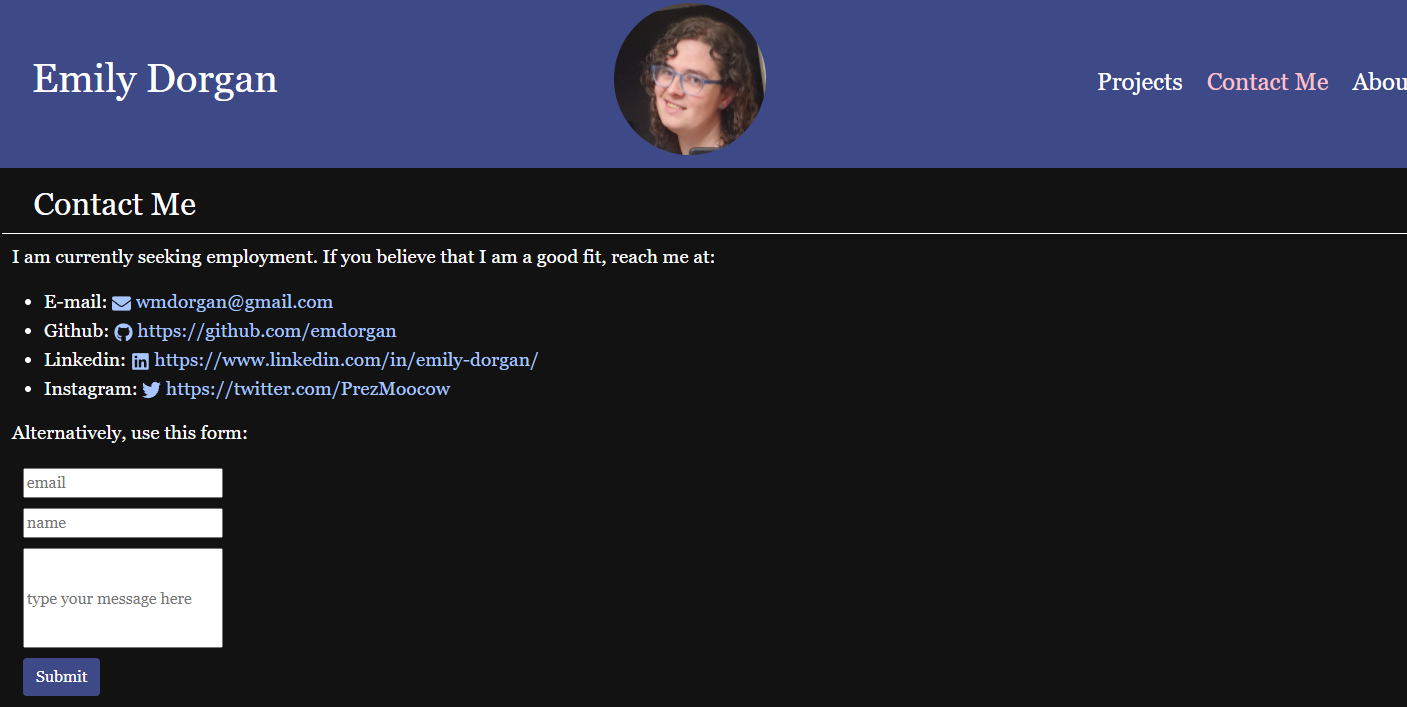 Emily Dorgan
Projects Contact Me Abou
Contact Me
I am currently seeking employment. If you believe that I am a good fit, reach me at:
• E-mail: wmdorgan@gmail.com
• Github: https://github.com/emdorgan
• Linkedin: https://www.linkedin.com/in/emily-dorgan/
• Instagram: https://twitter.com/PrezMoocow
Alternatively, use this form:
email
name
type your message here
Submit